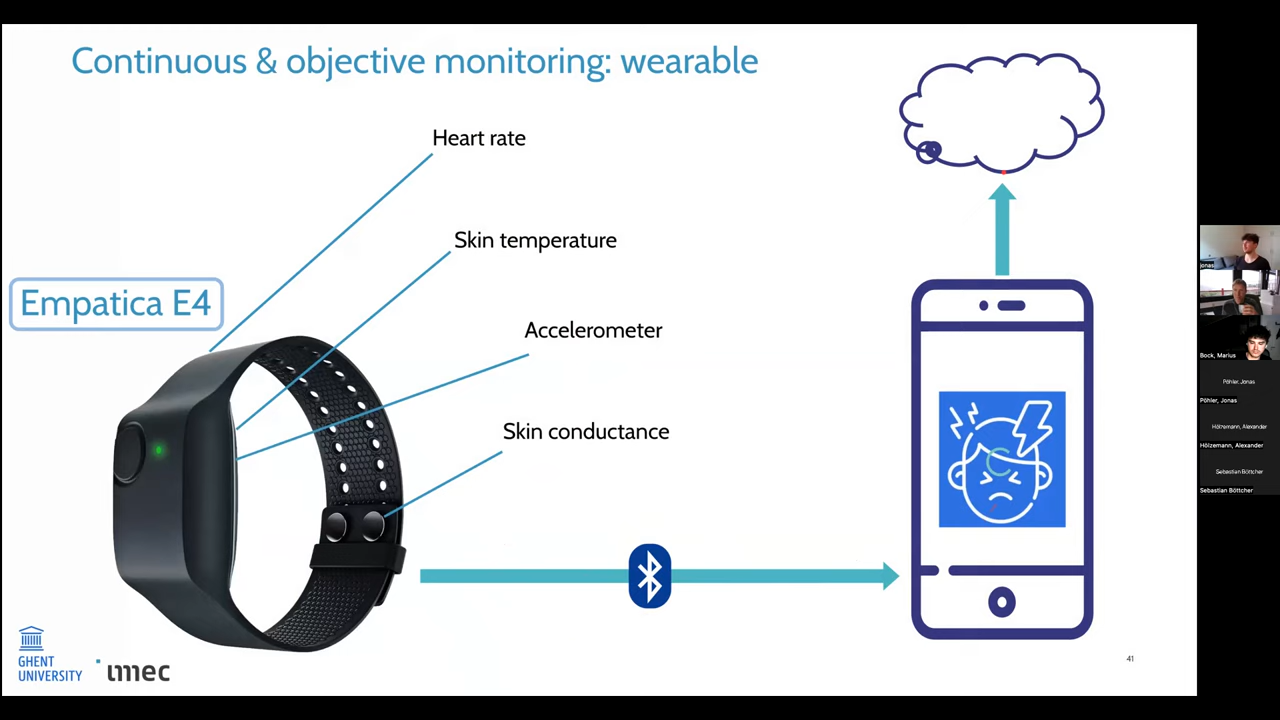 Continuous & objective monitoring: wearable
Heart rate
Skin temperature
Empatica E4
Accelerometer
Skin conductance
GHENT
UNIVERSITY
imec
41
jonas
Bock, Marius
Pöhler, Jonas
Pöhler, Jonas
Hölzemann, Alexander
Hölzemann, Alexander
Sebastian Böttcher
Sebastian Böttcher